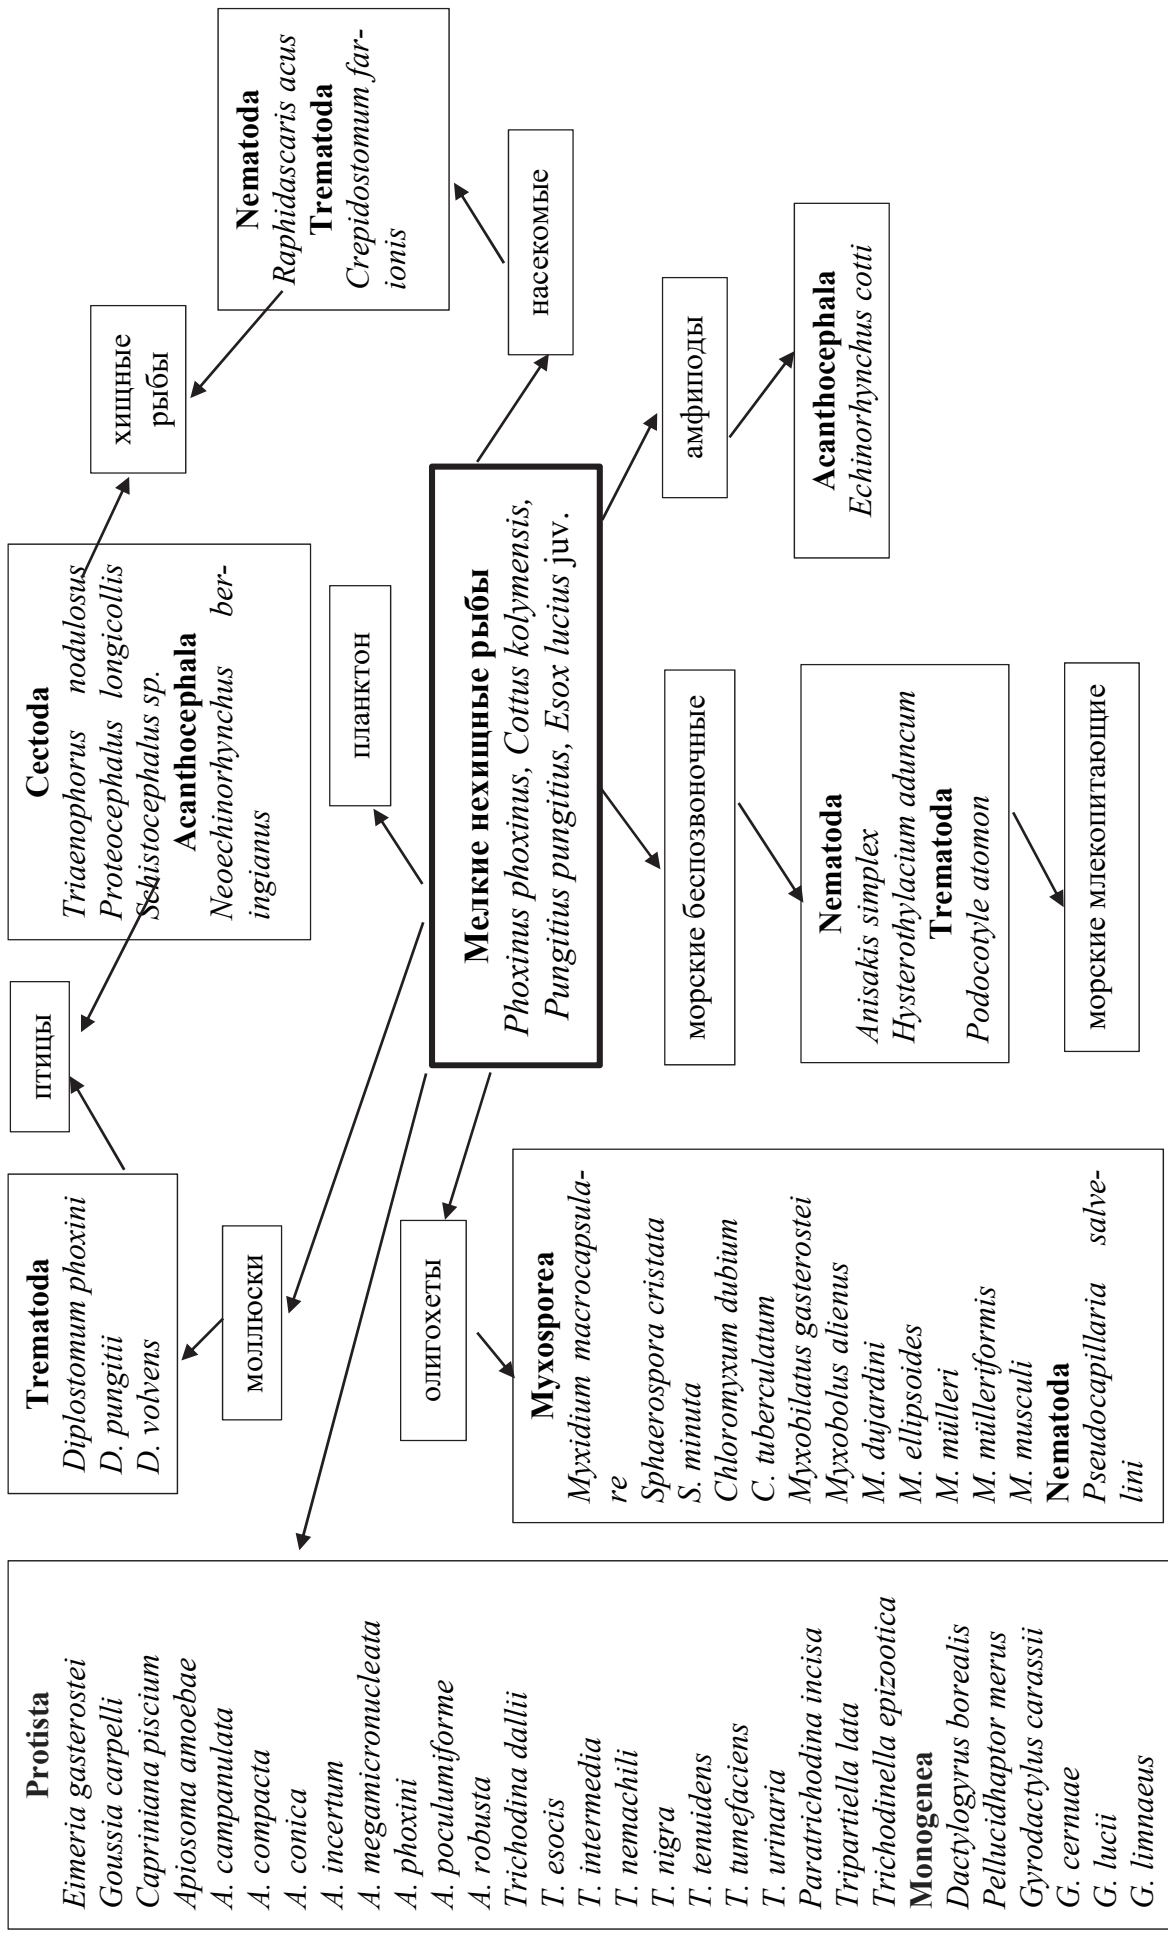 Protista
Eimeria gasterostei
Goussia carpelli
Capriniana piscium
Apiosoma amoebae
A. campanulata
A. compacta
A. conica
A. incertum
A. megamicronucleata
A. phoxini
A. poculumiforme
A. robusta
Trichodina dallii
T. esocis
T. intermedia
T. nemachili
T. nigra
T. tenuidens
T. tumefaciens
T. urinaria
Paratrichodina incisa
Tripartiella lata
Trichodinella epizootica
Monogenea
Dactylogyrus borealis
Pellucidhaptor merus
Gyrodactylus carassii
G. cernuae
G. lucii
G. limnaeus
Trematoda
Diplostomum phoxini
D. pungitii
D. volvens
моллюски
олигохеты
Myxosporea
Myxidium macrocapsula-
re
Sphaerospora cristata
S. minuta
Chloromyxum dubium
C. tuberculatum
Myxobilatus gasterostei
Myxobolus alienus
M. dujardini
M. ellipsoides
M. mülleri
M. mülleriformis
M. musculi
Nematoda
Pseudocapillaria salve-
lini
птицы
Cectoda
Triaenophorus nodulosus
Proteocephalus longicollis
Schistocephalus sp.
Acanthocephala
Neoechinorhynchus ber-
ingianus
планктон
Мелкие нехищные рыбы
Phoxinus phoxinus, Cottus kolymensis,
Pungitius pungitius, Esox lucius juv.
морские беспозвоночные
Nematoda
Anisakis simplex
Hysterothylacium aduncum
Trematoda
Podocotyle atomon
морские млекопитающие
хищные
рыбы
Nematoda
Raphidascaris acus
Trematoda
Crepidostomum far-
ionis
насекомые
амфиподы
Acanthocephala
Echinorhynchus cotti